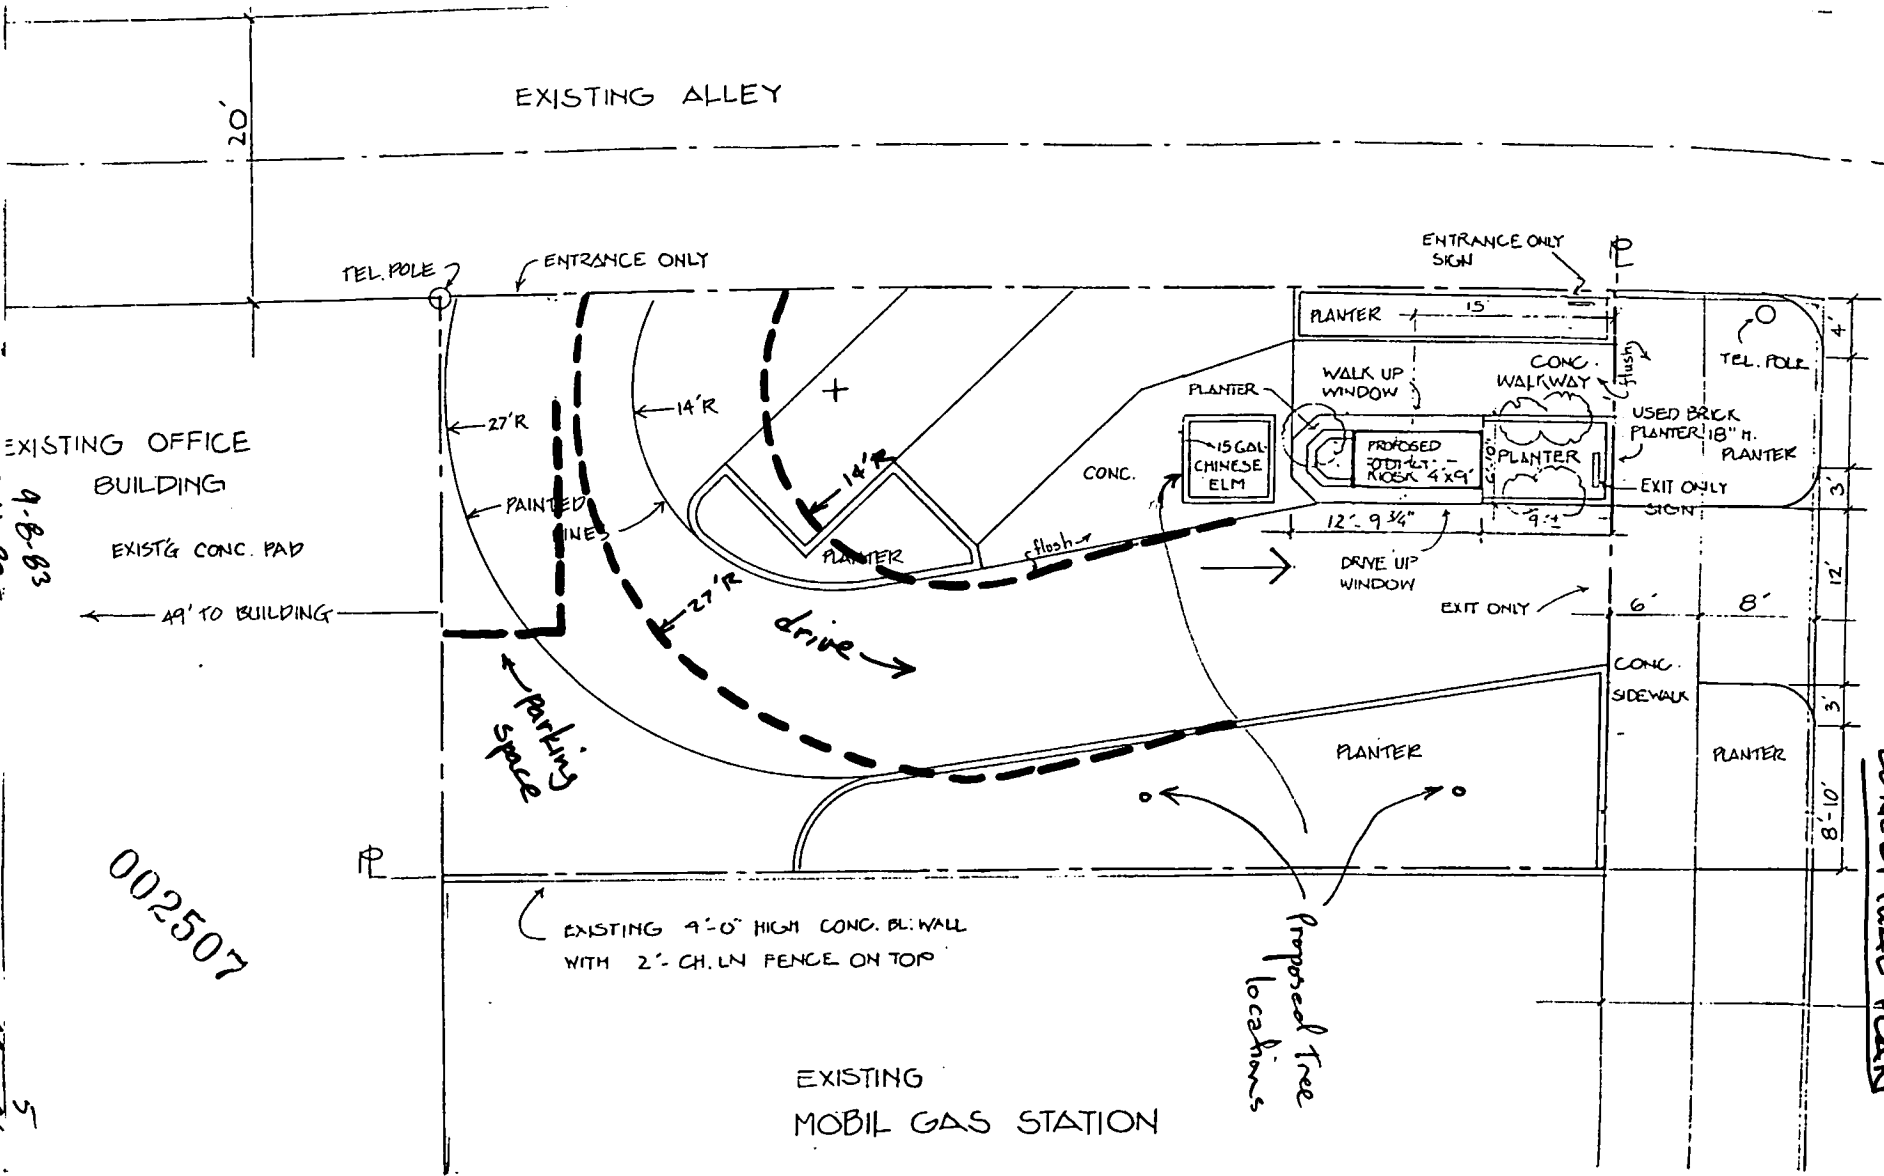 EXISTING ALLEY
20'
TEL. POLE
ENTRANCE ONLY
ENTRANCE ONLY
SIGN
PLANTER
15'
4'
TEL. POLE
flush
CONC.
WALKWAY
WALK UP
WINDOW
PLANTER
27'R
14'R
14'R
USED BRICK
PLANTER 18" H.
PLANTER
EXISTING OFFICE
BUILDING
15 GAL
CHINESE
ELM
CONC.
PROPOSED
KIOSK 4'x9'
PLANTER
3'
EXIT ONLY
SIGN
PAINTED
LINES
9-8-83
EXIST'G CONC. PAD
12'-9 3/4"
9'±
PLANTER
flush
DRIVE UP
WINDOW
12'
27'R
49' TO BUILDING
EXIT ONLY
6'
8'
drive
CONC.
SIDEWALK
3'
parking
space
PLANTER
PLANTER
8'-10'
002507
EXISTING 4'-0" HIGH CONC. BL. WALL
WITH 2'- CH. LN FENCE ON TOP
Proposed Tree
locations
EXISTING
MOBIL GAS STATION